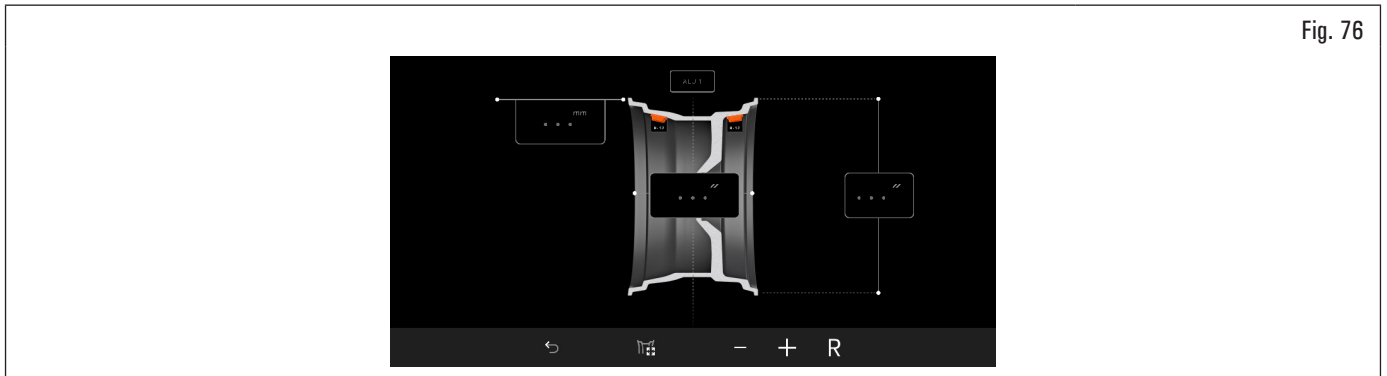 Fig. 76
ALU 1
mm
. . .
. . . ″
. . . ″
− + R